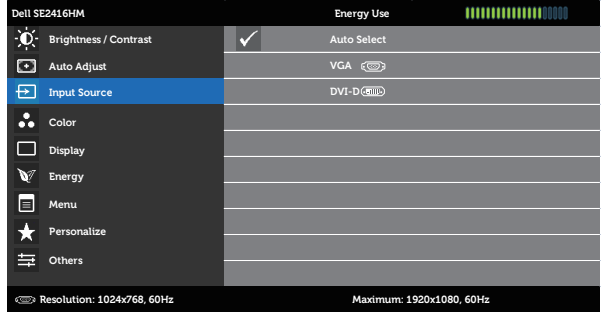 Dell SE2416HM Energy Use
Brightness / Contrast Auto Select
Auto Adjust VGA
Input Source DVI-D
Color
Display
Energy
Menu
Personalize
Others
Resolution: 1024x768, 60Hz Maximum: 1920x1080, 60Hz